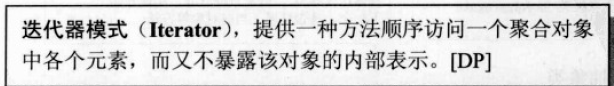 迭代器模式（Iterator），提供一种方法顺序访问一个聚合对象
中各个元素，而又不暴露该对象的内部表示。[DP]